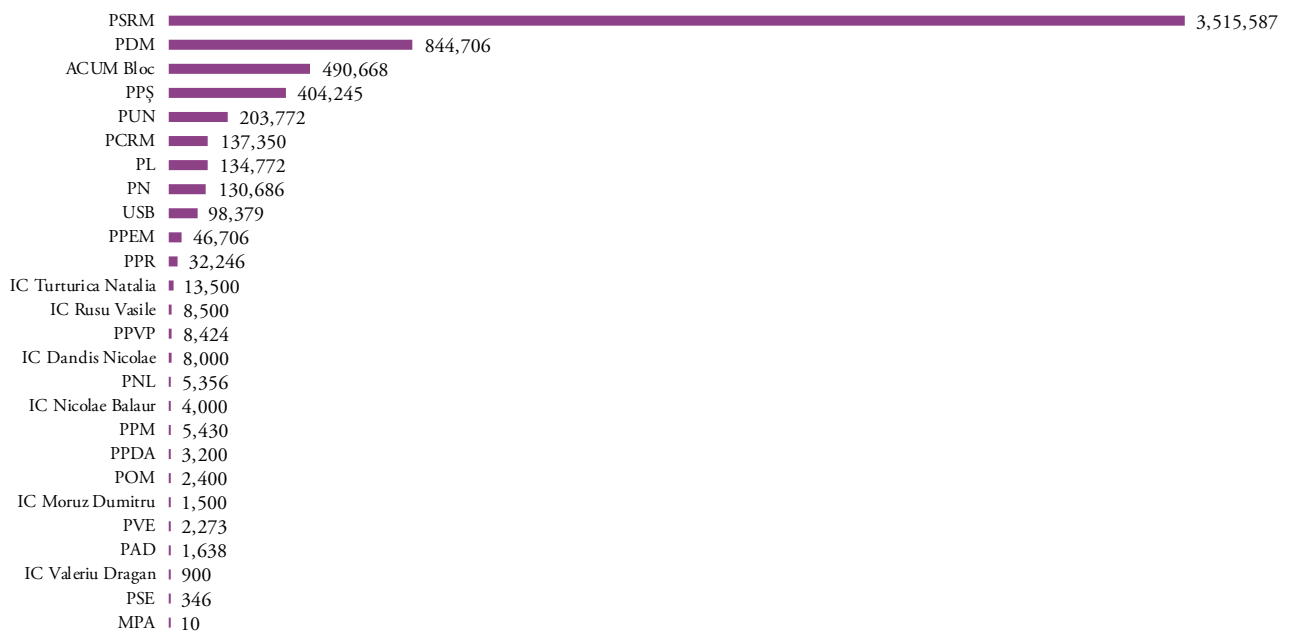 PSRM 3,515,587
PDM 844,706
ACUM Bloc 490,668
PPŞ 404,245
PUN 203,772
PCRM 137,350
PL 134,772
PN 130,686
USB 98,379
PPEM 46,706
PPR 32,246
IC Turturica Natalia 13,500
IC Rusu Vasile 8,500
PPVP 8,424
IC Dandis Nicolae 8,000
PNL 5,356
IC Nicolae Balaur 4,000
PPM 5,430
PPDA 3,200
POM 2,400
IC Moruz Dumitru 1,500
PVE 2,273
PAD 1,638
IC Valeriu Dragan 900
PSE 346
MPA 10